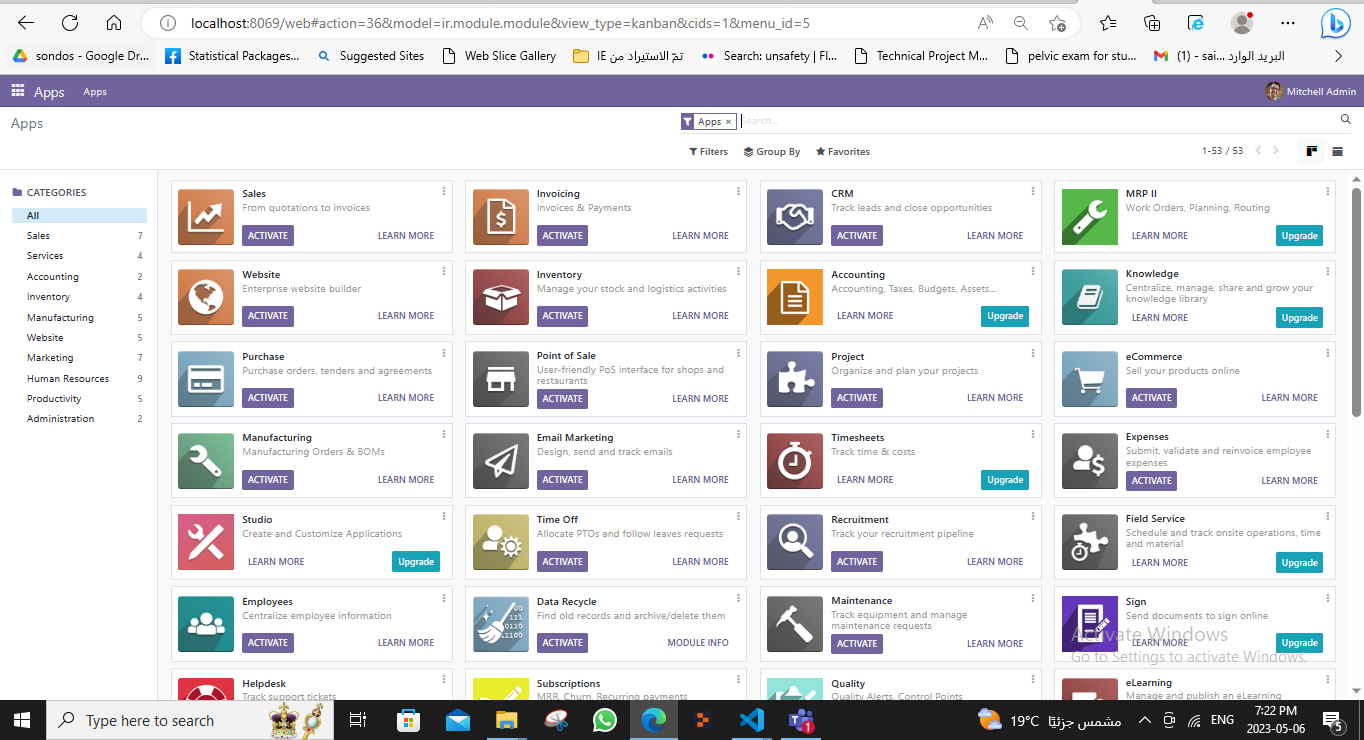 localhost:8069/web#action=36&model=ir.module.module&view_type=kanban&cids=1&menu_id=5
sondos - Google Dr...
Statistical Packages...
Suggested Sites
Web Slice Gallery
تمّ الاستيراد من IE
Search: unsafety | Fl...
Technical Project M...
pelvic exam for stu...
البريد الوارد (1) - sai...
Apps
Apps
Mitchell Admin
Apps
Apps ×
Search...
Filters
Group By
Favorites
1-53 / 53
CATEGORIES
All
Sales 7
Services 4
Accounting 2
Inventory 4
Manufacturing 5
Website 5
Marketing 7
Human Resources 9
Productivity 5
Administration 2
Sales
From quotations to invoices
ACTIVATE
LEARN MORE
Invoicing
Invoices & Payments
ACTIVATE
LEARN MORE
CRM
Track leads and close opportunities
ACTIVATE
LEARN MORE
MRP II
Work Orders, Planning, Routing
LEARN MORE
Upgrade
Website
Enterprise website builder
ACTIVATE
LEARN MORE
Inventory
Manage your stock and logistics activities
ACTIVATE
LEARN MORE
Accounting
Accounting, Taxes, Budgets, Assets...
LEARN MORE
Upgrade
Knowledge
Centralize, manage, share and grow your
knowledge library
LEARN MORE
Upgrade
Purchase
Purchase orders, tenders and agreements
ACTIVATE
LEARN MORE
Point of Sale
User-friendly PoS interface for shops and
restaurants
ACTIVATE
LEARN MORE
Project
Organize and plan your projects
ACTIVATE
LEARN MORE
eCommerce
Sell your products online
ACTIVATE
LEARN MORE
Manufacturing
Manufacturing Orders & BOMs
ACTIVATE
LEARN MORE
Email Marketing
Design, send and track emails
ACTIVATE
LEARN MORE
Timesheets
Track time & costs
LEARN MORE
Upgrade
Expenses
Submit, validate and reinvoice employee
expenses
ACTIVATE
LEARN MORE
Studio
Create and Customize Applications
LEARN MORE
Upgrade
Time Off
Allocate PTOs and follow leaves requests
ACTIVATE
LEARN MORE
Recruitment
Track your recruitment pipeline
ACTIVATE
LEARN MORE
Field Service
Schedule and track onsite operations, time
and material
LEARN MORE
Upgrade
Employees
Centralize employee information
ACTIVATE
LEARN MORE
Data Recycle
Find old records and archive/delete them
ACTIVATE
MODULE INFO
Maintenance
Track equipment and manage
maintenance requests
ACTIVATE
LEARN MORE
Sign
Send documents to sign online
LEARN MORE
Upgrade
Activate Windows
Go to Settings to activate Windows.
Helpdesk
Track support tickets
Subscriptions
MRR, Churn, Recurring payments
Quality
Quality Alerts, Control Points
eLearning
Manage and publish an eLearning
Type here to search
1
19°C مشمس جزئيًا
ENG
7:22 PM
2023-05-06
5